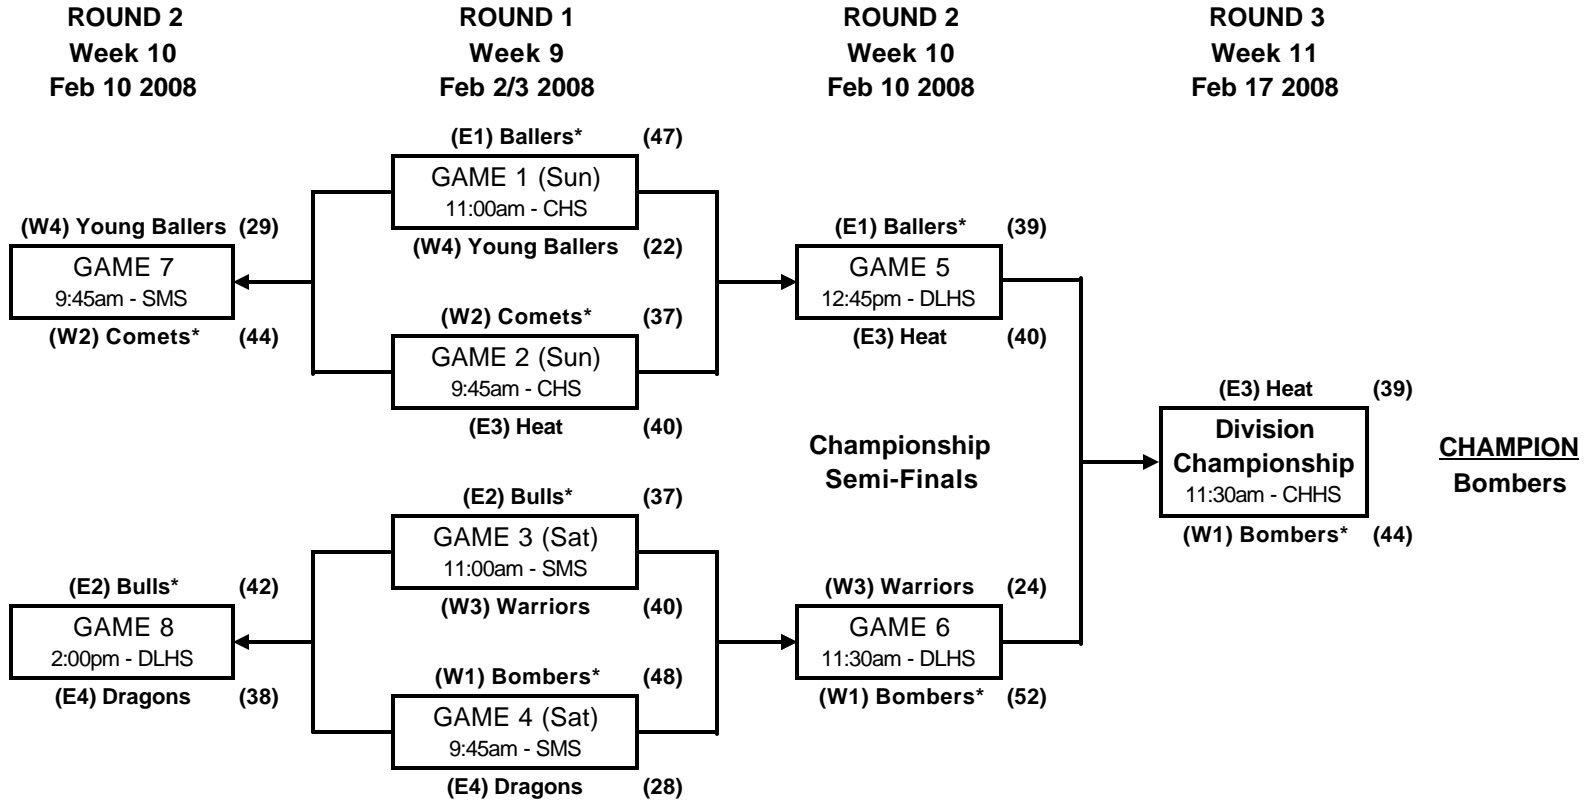 ROUND 2
Week 10
Feb 10 2008
ROUND 1
Week 9
Feb 2/3 2008
ROUND 2
Week 10
Feb 10 2008
ROUND 3
Week 11
Feb 17 2008
(W4) Young Ballers (29)
GAME 7
9:45am - SMS
(W2) Comets* (44)
(E2) Bulls* (42)
GAME 8
2:00pm - DLHS
(E4) Dragons (38)
(E1) Ballers* (47)
GAME 1 (Sun)
11:00am - CHS
(W4) Young Ballers (22)
(W2) Comets* (37)
GAME 2 (Sun)
9:45am - CHS
(E3) Heat (40)
(E2) Bulls* (37)
GAME 3 (Sat)
11:00am - SMS
(W3) Warriors (40)
(W1) Bombers* (48)
GAME 4 (Sat)
9:45am - SMS
(E4) Dragons (28)
(E1) Ballers* (39)
GAME 5
12:45pm - DLHS
(E3) Heat (40)
Championship
Semi-Finals
(W3) Warriors (24)
GAME 6
11:30am - DLHS
(W1) Bombers* (52)
(E3) Heat (39)
Division
Championship
11:30am - CHHS
(W1) Bombers* (44)
CHAMPION
Bombers